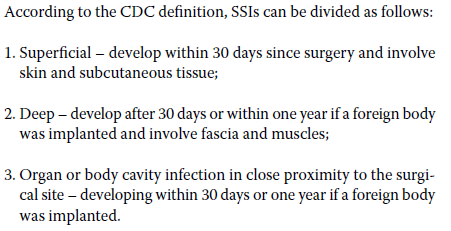 According to the CDC definition, SSIs can be divided as follows:
1. Superficial – develop within 30 days since surgery and involve
skin and subcutaneous tissue;
2. Deep – develop after 30 days or within one year if a foreign body
was implanted and involve fascia and muscles;
3. Organ or body cavity infection in close proximity to the surgi-
cal site – developing within 30 days or one year if a foreign body
was implanted.